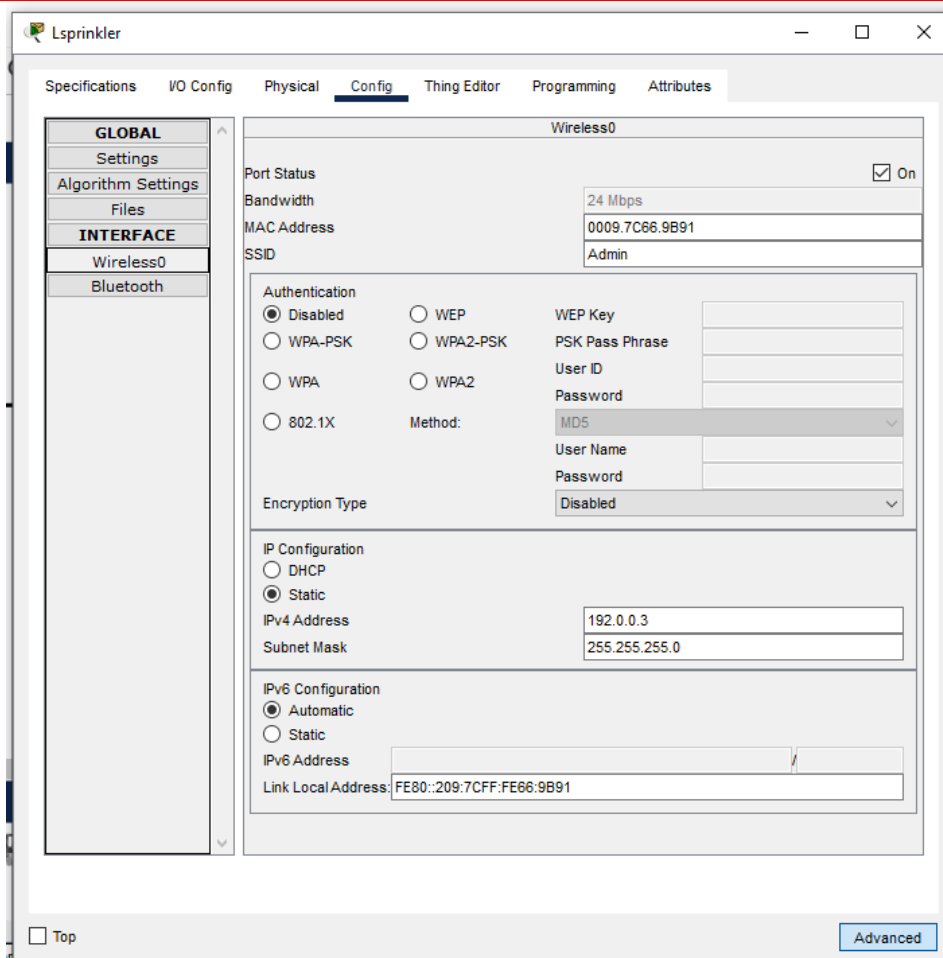 Lsprinkler
Specifications I/O Config Physical Config Thing Editor Programming Attributes
GLOBAL
Settings
Algorithm Settings
Files
INTERFACE
Wireless0
Bluetooth
Wireless0
Port Status On
Bandwidth 24 Mbps
MAC Address 0009.7C66.9B91
SSID Admin
Authentication
Disabled WEP WEP Key
WPA-PSK WPA2-PSK PSK Pass Phrase
User ID
WPA WPA2
Password
802.1X Method: MD5
User Name
Password
Encryption Type Disabled
IP Configuration
DHCP
Static
IPv4 Address 192.0.0.3
Subnet Mask 255.255.255.0
IPv6 Configuration
Automatic
Static
IPv6 Address /
Link Local Address: FE80::209:7CFF:FE66:9B91
Top Advanced